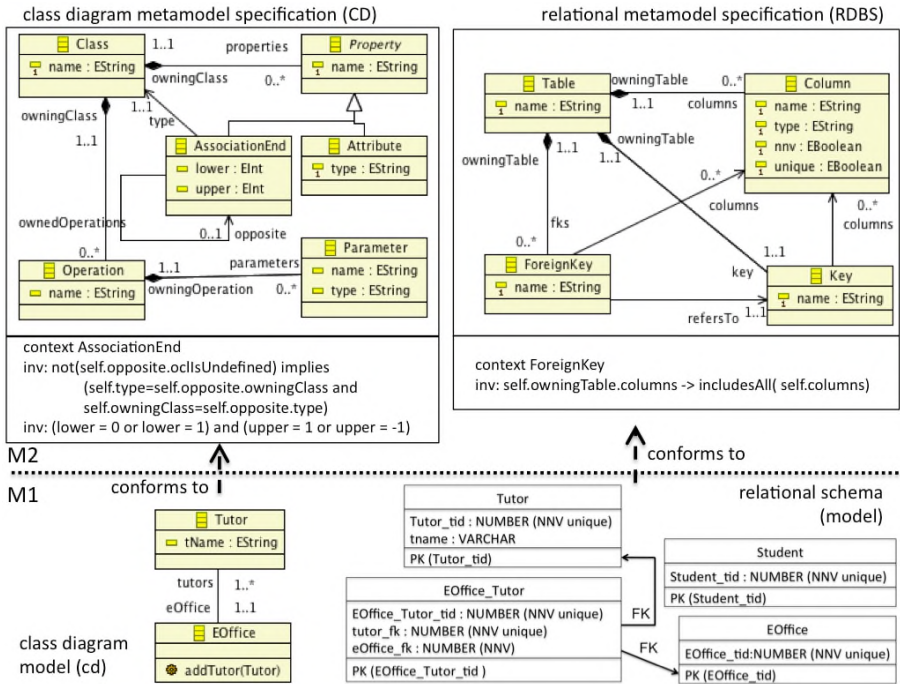 class diagram metamodel specification (CD)
relational metamodel specification (RDBS)
Class
name : EString
1..1
properties
owningClass
0..*
Property
name : EString
owningClass
1..1
1..1
type
AssociationEnd
lower : EInt
upper : EInt
Attribute
type : EString
ownedOperations
0..*
0..1
opposite
Operation
name : EString
1..1
parameters
owningOperation
0..*
Parameter
name : EString
type : EString
Table
name : EString
owningTable
0..*
1..1
columns
Column
name : EString
type : EString
nnv : EBoolean
unique : EBoolean
owningTable
owningTable
1..1
1..1
0..*
columns
0..*
columns
fks
0..*
ForeignKey
name : EString
1..1
key
Key
name : EString
refersTo
1..1
context AssociationEnd
inv: not(self.opposite.oclIsUndefined) implies
(self.type=self.opposite.owningClass and
self.owningClass=self.opposite.type)
inv: (lower = 0 or lower = 1) and (upper = 1 or upper = -1)
context ForeignKey
inv: self.owningTable.columns -> includesAll( self.columns)
M2
conforms to
M1
conforms to
relational schema
(model)
Tutor
tName : EString
tutors
1..*
eOffice
1..1
EOffice
addTutor(Tutor)
class diagram
model (cd)
Tutor
Tutor_tid : NUMBER (NNV unique)
tname : VARCHAR
PK (Tutor_tid)
EOffice_Tutor
EOffice_Tutor_tid : NUMBER (NNV unique)
tutor_fk : NUMBER (NNV unique)
eOffice_fk : NUMBER (NNV)
PK (EOffice_Tutor_tid )
FK
FK
Student
Student_tid : NUMBER (NNV unique)
PK (Student_tid)
EOffice
EOffice_tid:NUMBER (NNV unique)
PK (EOffice_tid)